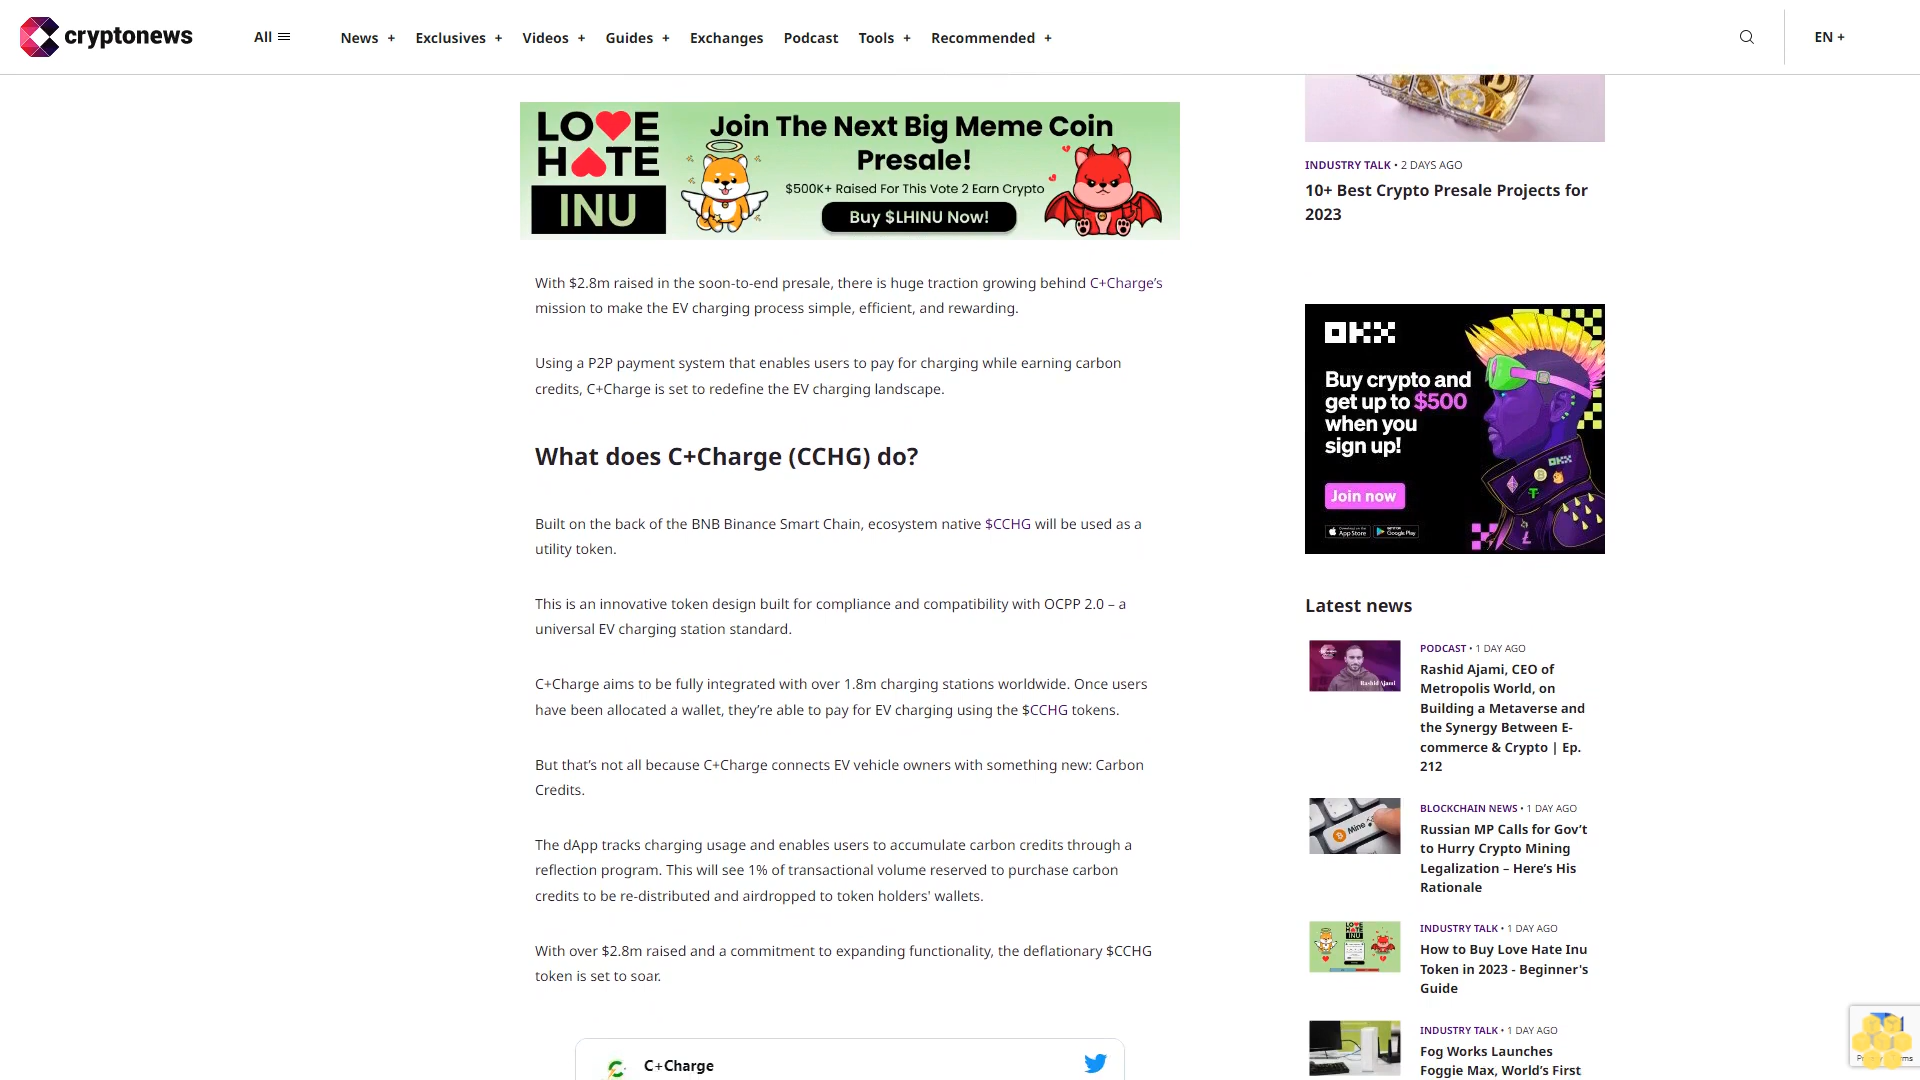 cryptonews
All
News +
Exclusives +
Videos +
Guides +
Exchanges
Podcast
Tools +
Recommended +
EN +
LOVE
HATE
INU
Join The Next Big Meme Coin
Presale!
$500K+ Raised For This Vote 2 Earn Crypto
Buy $LHINU Now!
With $2.8m raised in the soon-to-end presale, there is huge traction growing behind C+Charge’s
mission to make the EV charging process simple, efficient, and rewarding.
Using a P2P payment system that enables users to pay for charging while earning carbon
credits, C+Charge is set to redefine the EV charging landscape.
What does C+Charge (CCHG) do?
Built on the back of the BNB Binance Smart Chain, ecosystem native $CCHG will be used as a
utility token.
This is an innovative token design built for compliance and compatibility with OCPP 2.0 – a
universal EV charging station standard.
C+Charge aims to be fully integrated with over 1.8m charging stations worldwide. Once users
have been allocated a wallet, they’re able to pay for EV charging using the $CCHG tokens.
But that’s not all because C+Charge connects EV vehicle owners with something new: Carbon
Credits.
The dApp tracks charging usage and enables users to accumulate carbon credits through a
reflection program. This will see 1% of transactional volume reserved to purchase carbon
credits to be re-distributed and airdropped to token holders' wallets.
With over $2.8m raised and a commitment to expanding functionality, the deflationary $CCHG
token is set to soar.
C+Charge
INDUSTRY TALK • 2 DAYS AGO
10+ Best Crypto Presale Projects for
2023
OKX
Buy crypto and
get up to $500
when you
sign up!
Join now
App Store
Google Play
OKX
Latest news
Rashid Ajami
PODCAST • 1 DAY AGO
Rashid Ajami, CEO of
Metropolis World, on
Building a Metaverse and
the Synergy Between E-
commerce & Crypto | Ep.
212
Mine
BLOCKCHAIN NEWS • 1 DAY AGO
Russian MP Calls for Gov’t
to Hurry Crypto Mining
Legalization – Here’s His
Rationale
LOVE
HATE
INU
INDUSTRY TALK • 1 DAY AGO
How to Buy Love Hate Inu
Token in 2023 - Beginner's
Guide
INDUSTRY TALK • 1 DAY AGO
Fog Works Launches
Foggie Max, World’s First